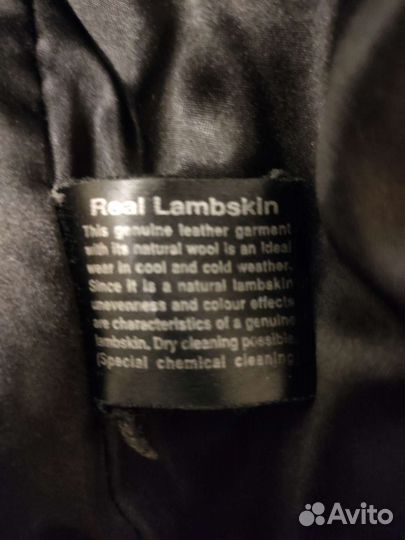 Real Lambskin
This genuine leather garment
with its natural wool is an ideal
wear in cool and cold weather.
Since it is a natural lambskin
unevenness and colour effects
are characteristics of a genuine
lambskin. Dry cleaning possible.
(Special chemical cleaning
Avito